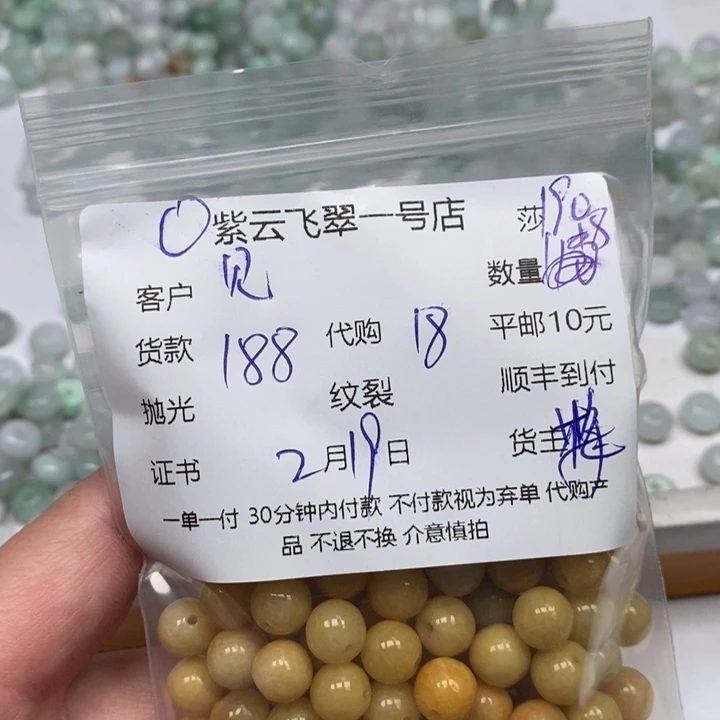 紫云飞翠一号店 莎
客户 见 数量
货款 188 代购 18 平邮10元
抛光 纹裂 顺丰到付
证书 2月19日 货主
一单一付 30分钟内付款 不付款视为弃单 代购产
品 不退不换 介意慎拍